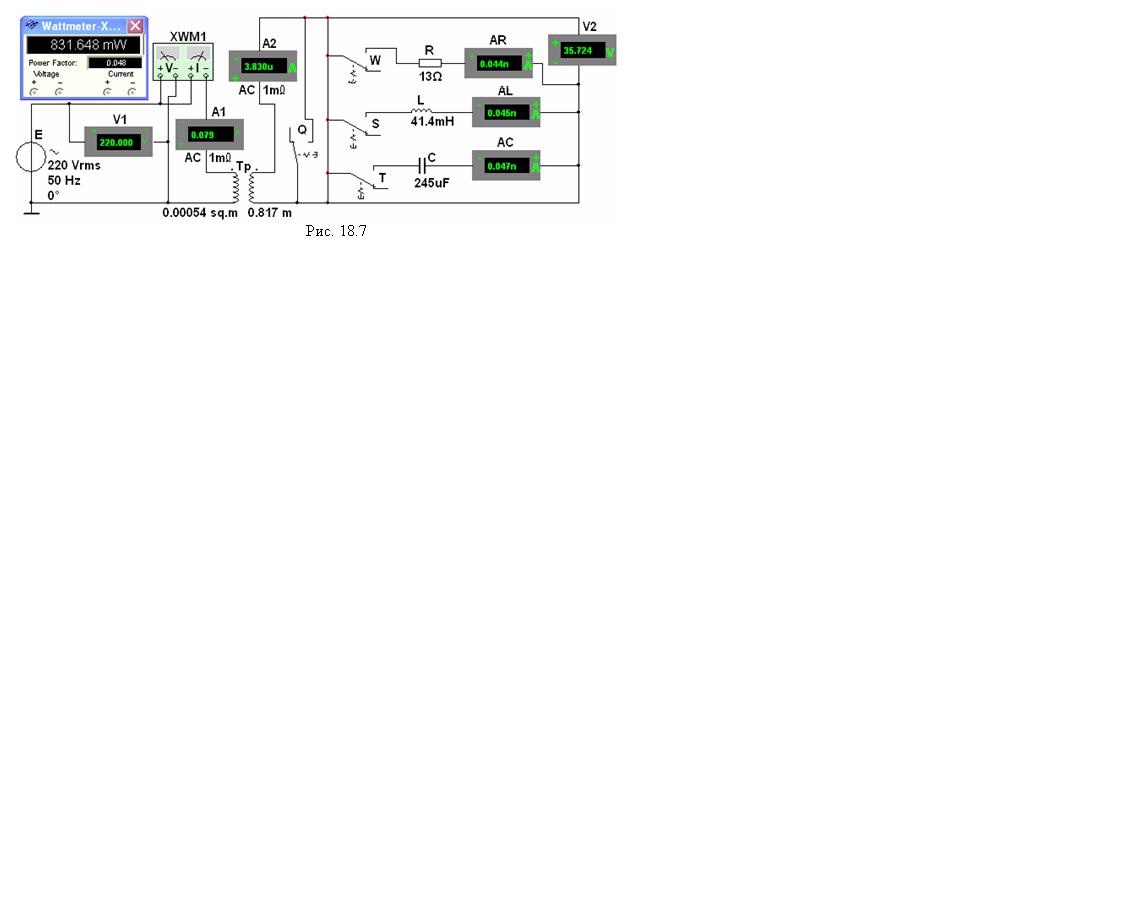 Wattmeter-X...
831.648 mW
Power Factor: 0.048
Voltage Current
+ - + -
XWM1
+ V - + I -
A2
3.830u A
AC 1mΩ
V2
35.724 V
W
R
13Ω
AR
0.044n A
A1
0.079
AC 1mΩ
V1
220.000
E
220 Vrms
50 Hz
0°
Q
S
L
41.4mH
AL
0.045n A
T
C
245uF
AC
0.047n A
Tp
0.00054 sq.m 0.817 m
Рис. 18.7